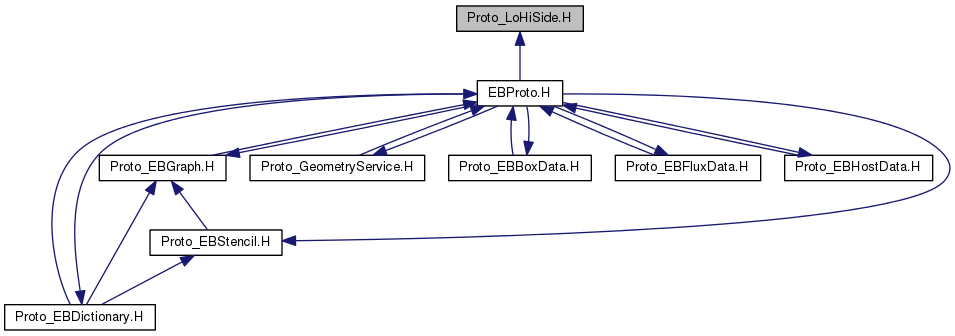 Proto_LoHiSide.H
EBProto.H
Proto_EBGraph.H
Proto_GeometryService.H
Proto_EBBoxData.H
Proto_EBFluxData.H
Proto_EBHostData.H
Proto_EBStencil.H
Proto_EBDictionary.H